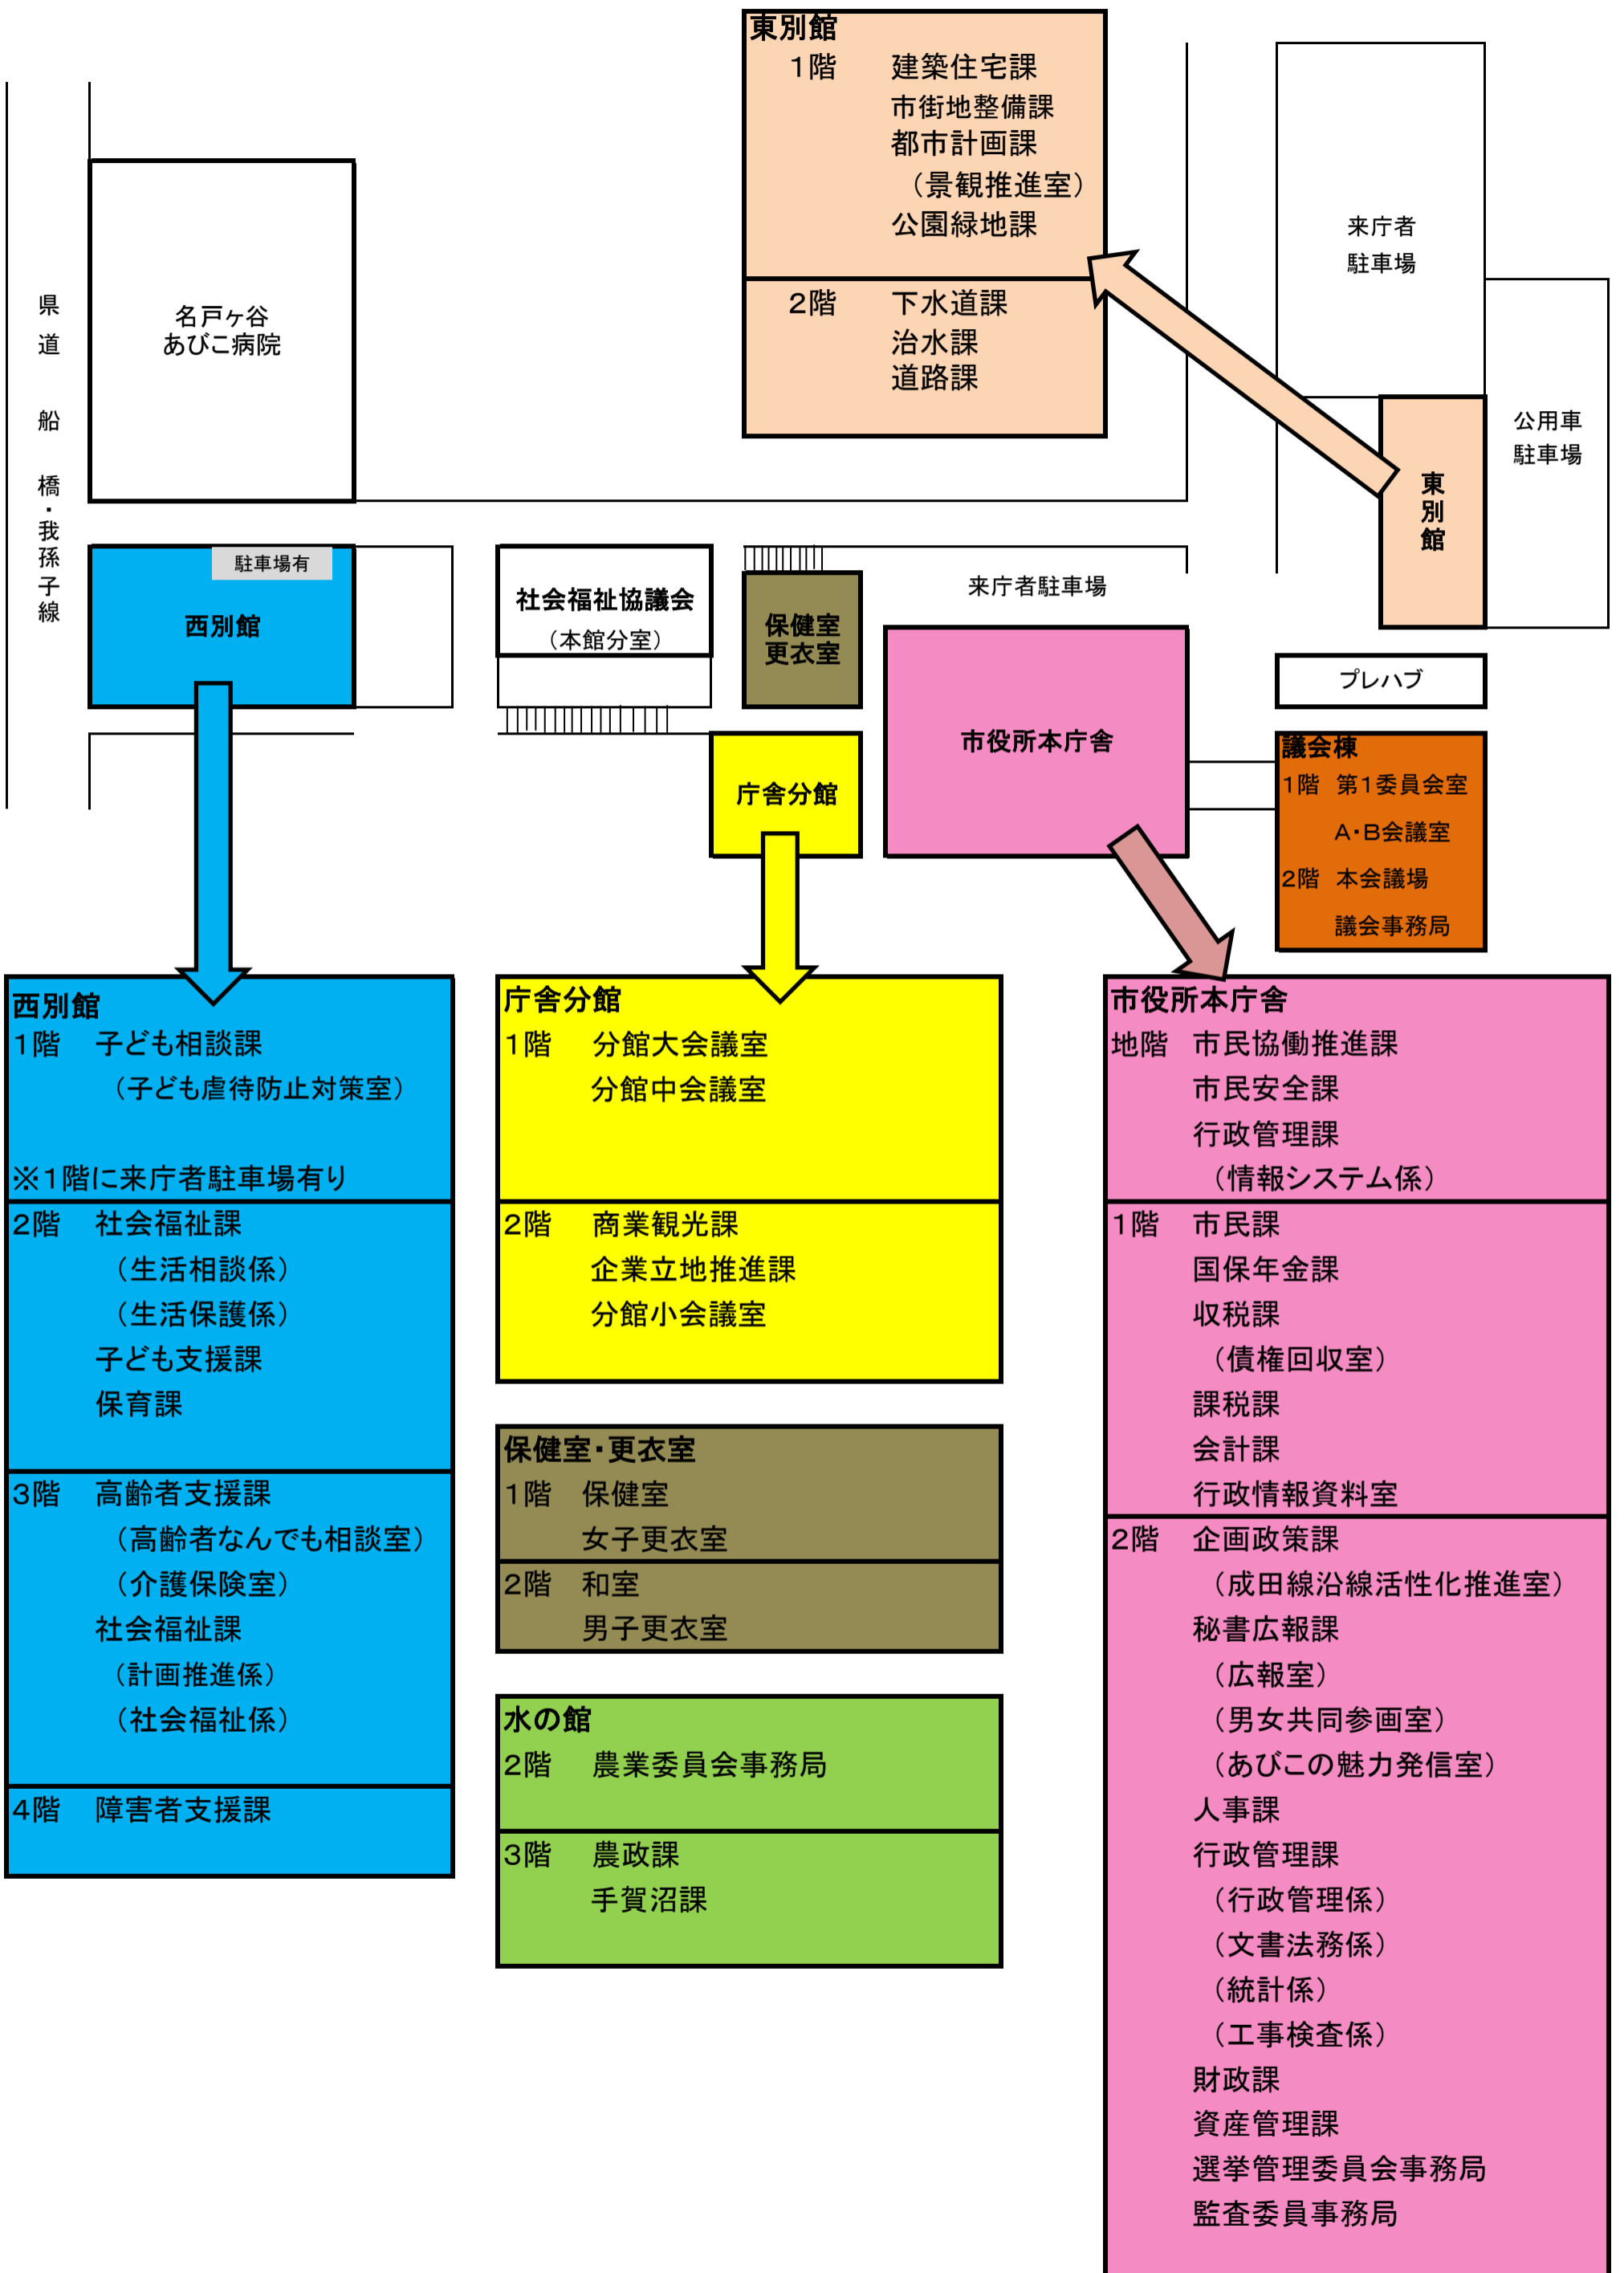 東別館
1階 建築住宅課
市街地整備課
都市計画課
（景観推進室）
公園緑地課
2階 下水道課
治水課
道路課
来庁者
駐車場
公用車
駐車場
東別館
県道 船橋・我孫子線
名戸ヶ谷
あびこ病院
駐車場有
西別館
社会福祉協議会
（本館分室）
保健室
更衣室
来庁者駐車場
プレハブ
市役所本庁舎
庁舎分館
議会棟
1階 第1委員会室
A・B会議室
2階 本会議場
議会事務局
西別館
1階 子ども相談課
（子ども虐待防止対策室）
※1階に来庁者駐車場有り
2階 社会福祉課
（生活相談係）
（生活保護係）
子ども支援課
保育課
3階 高齢者支援課
（高齢者なんでも相談室）
（介護保険室）
社会福祉課
（計画推進係）
（社会福祉係）
4階 障害者支援課
庁舎分館
1階 分館大会議室
分館中会議室
2階 商業観光課
企業立地推進課
分館小会議室
保健室・更衣室
1階 保健室
女子更衣室
2階 和室
男子更衣室
水の館
2階 農業委員会事務局
3階 農政課
手賀沼課
市役所本庁舎
地階 市民協働推進課
市民安全課
行政管理課
（情報システム係）
1階 市民課
国保年金課
収税課
（債権回収室）
課税課
会計課
行政情報資料室
2階 企画政策課
（成田線沿線活性化推進室）
秘書広報課
（広報室）
（男女共同参画室）
（あびこの魅力発信室）
人事課
行政管理課
（行政管理係）
（文書法務係）
（統計係）
（工事検査係）
財政課
資産管理課
選挙管理委員会事務局
監査委員事務局